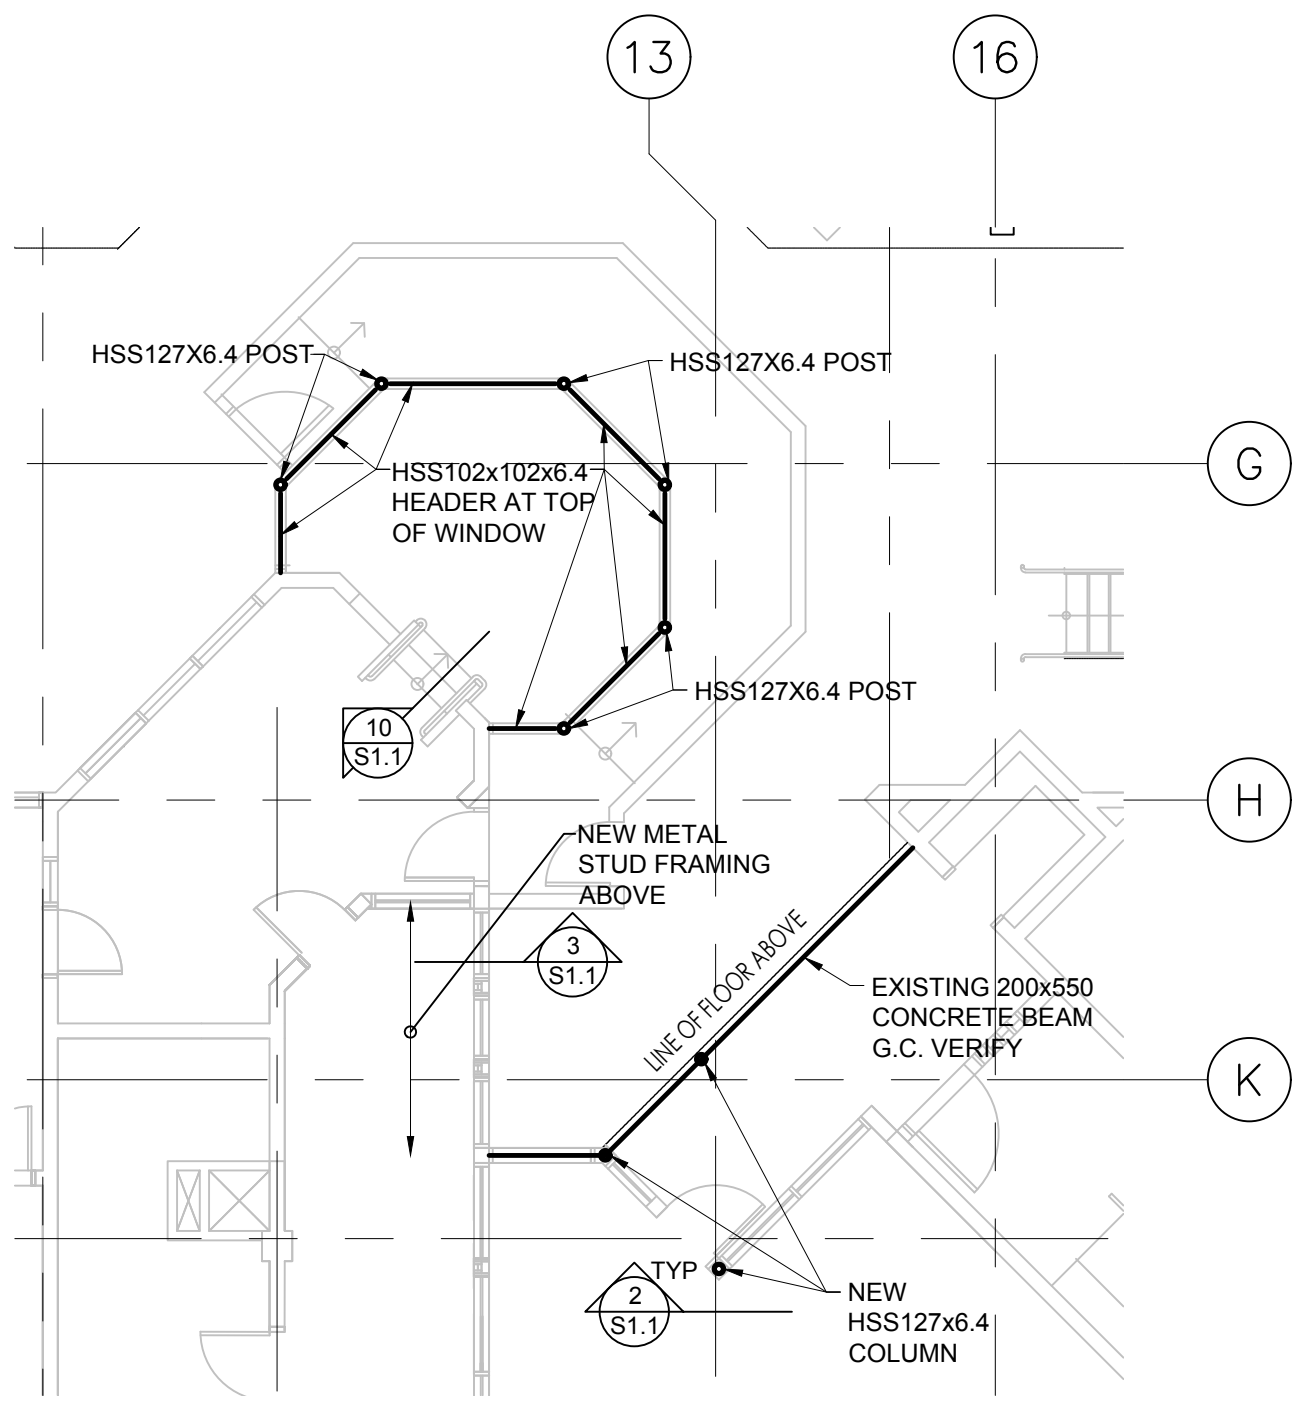 13
16
HSS127X6.4 POST
HSS127X6.4 POST
G
HSS102x102x6.4
HEADER AT TOP
OF WINDOW
HSS127X6.4 POST
10
S1.1
H
NEW METAL
STUD FRAMING
ABOVE
3
S1.1
LINE OF FLOOR ABOVE
EXISTING 200x550
CONCRETE BEAM
G.C. VERIFY
K
TYP
2
S1.1
NEW
HSS127x6.4
COLUMN